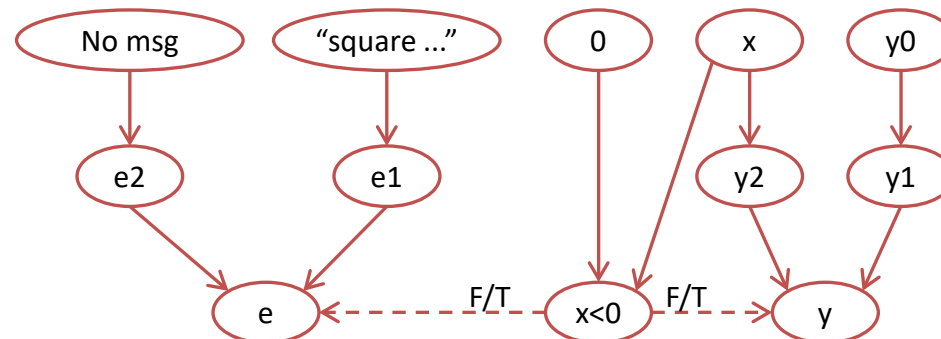 No msg
“square ...”
0
x
y0
e2
e1
y2
y1
e
F/T
x<0
F/T
y